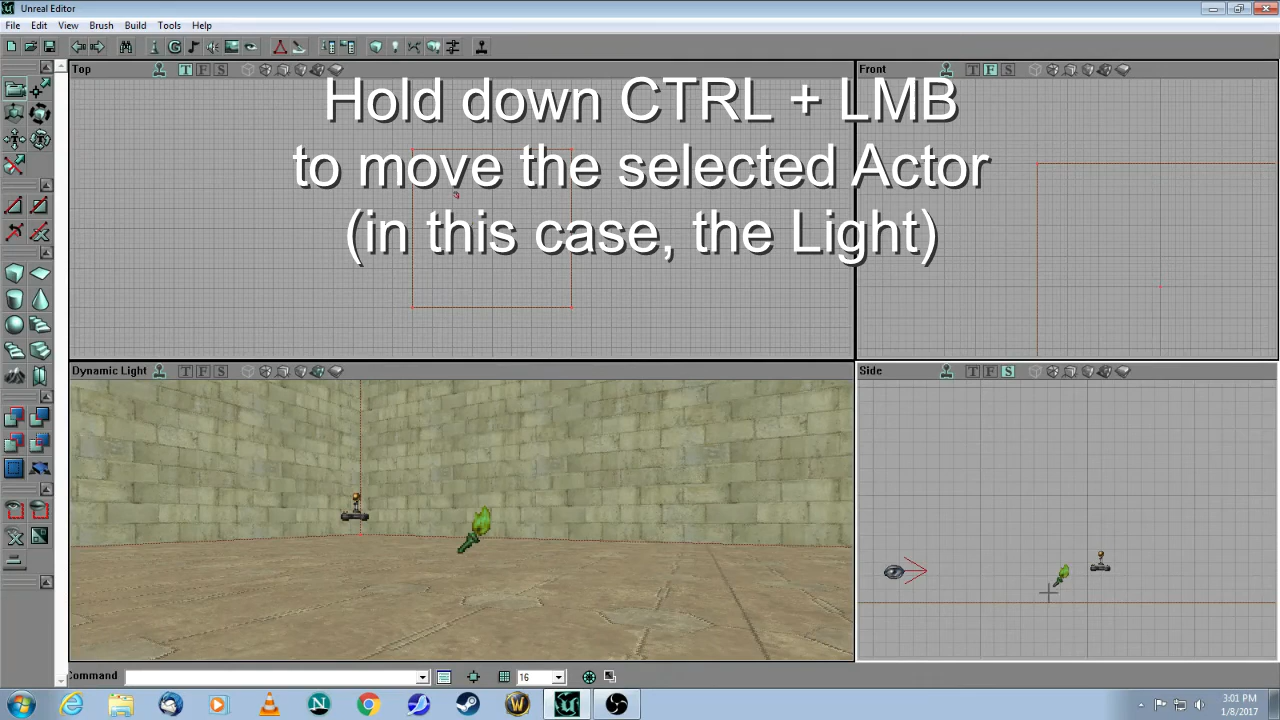 Unreal Editor
File Edit View Brush Build Tools Help
Top T F S
Front T F S
Hold down CTRL + LMB
to move the selected Actor
(in this case, the Light)
Dynamic Light T F S
Side T F S
Command
16
3:01 PM
1/8/2017